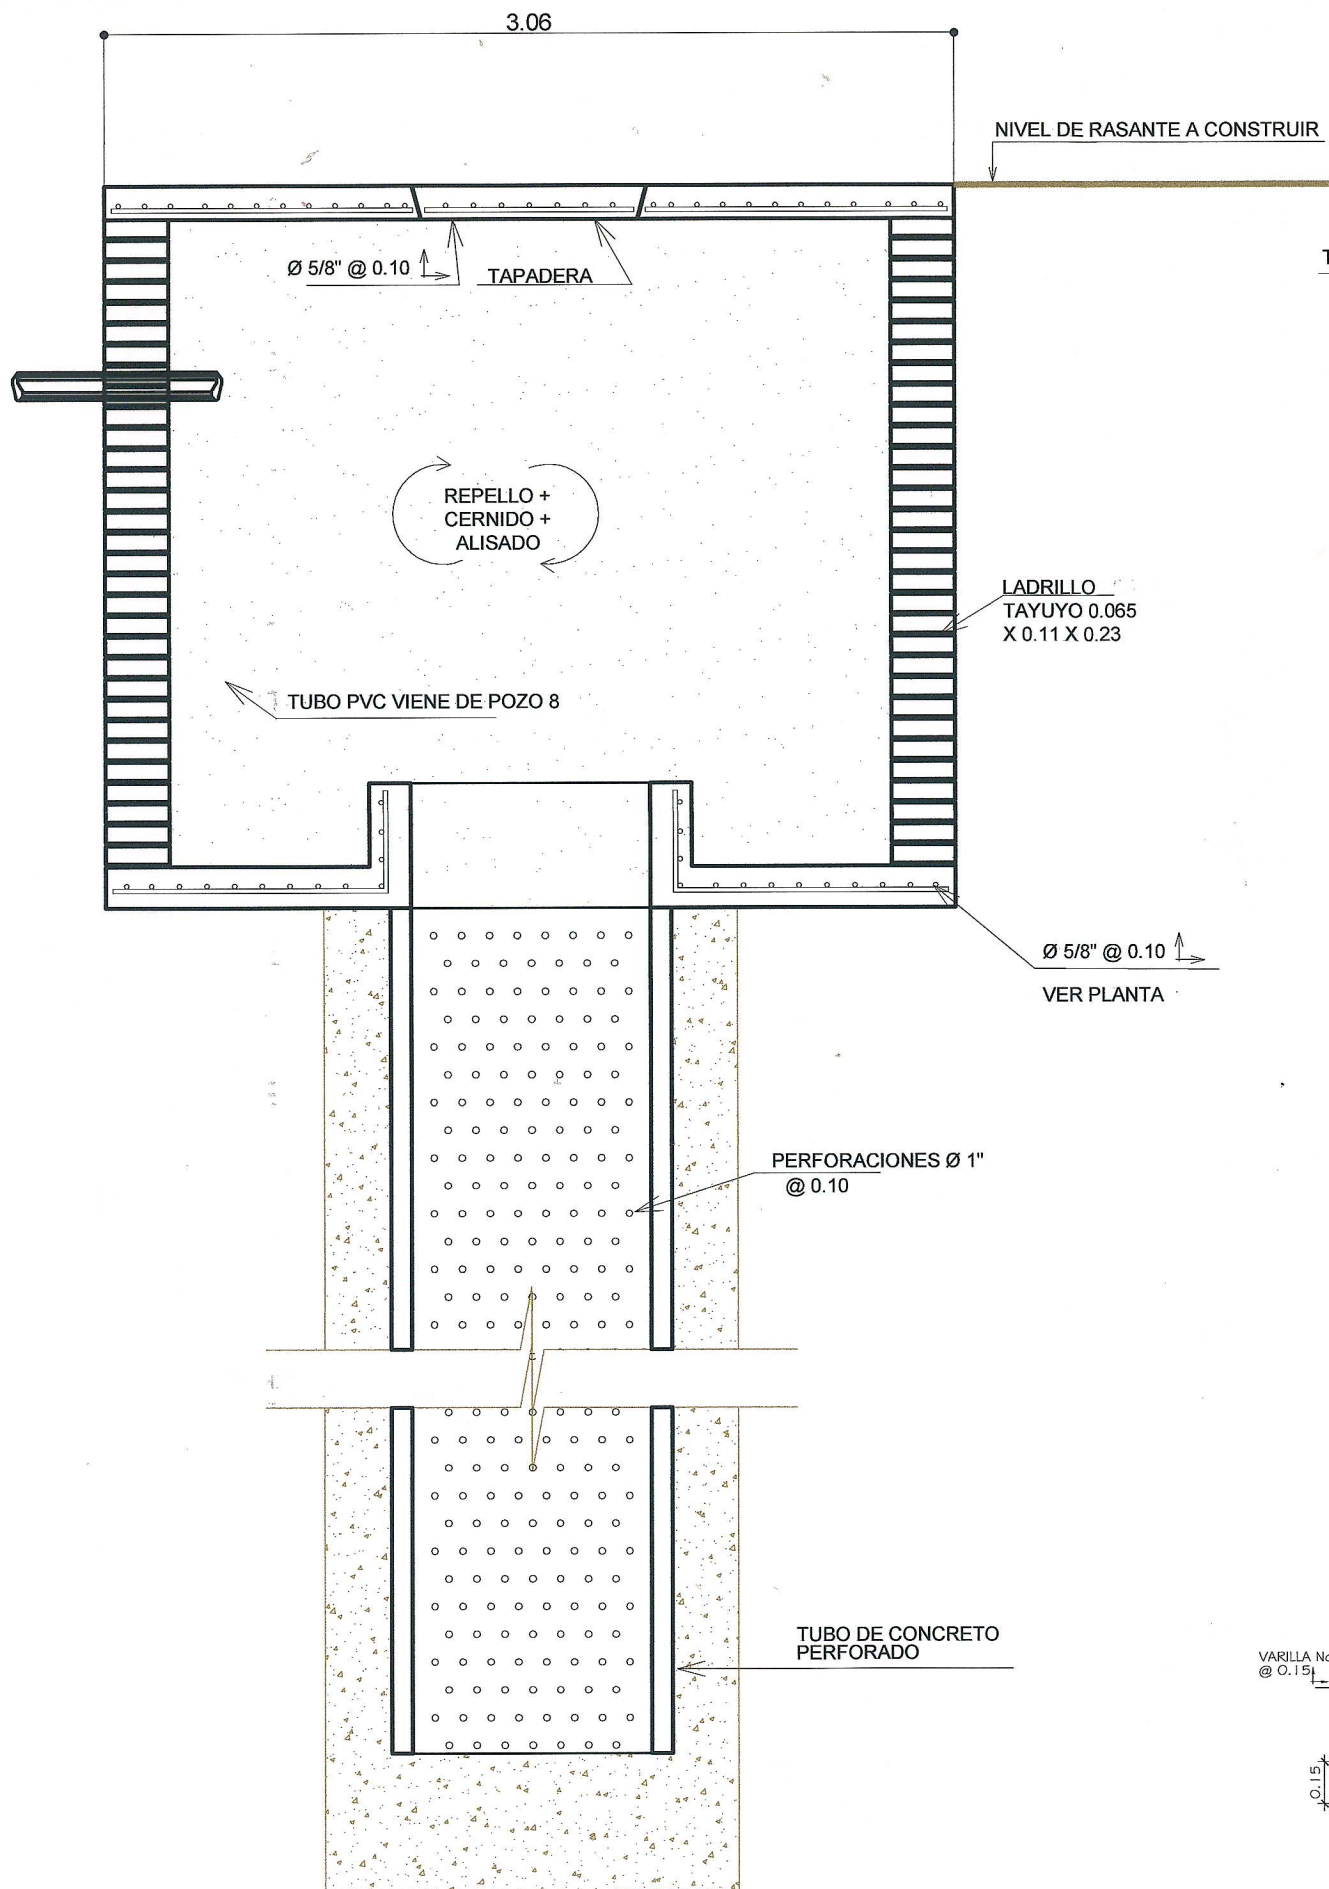 3.06
NIVEL DE RASANTE A CONSTRUIR
Ø 5/8" @ 0.10
TAPADERA
REPELLO +
CERNIDO +
ALISADO
LADRILLO
TAYUYO 0.065
X 0.11 X 0.23
TUBO PVC VIENE DE POZO 8
Ø 5/8" @ 0.10
VER PLANTA
PERFORACIONES Ø 1"
@ 0.10
TUBO DE CONCRETO
PERFORADO
VARILLA No
@ 0.15
0.15